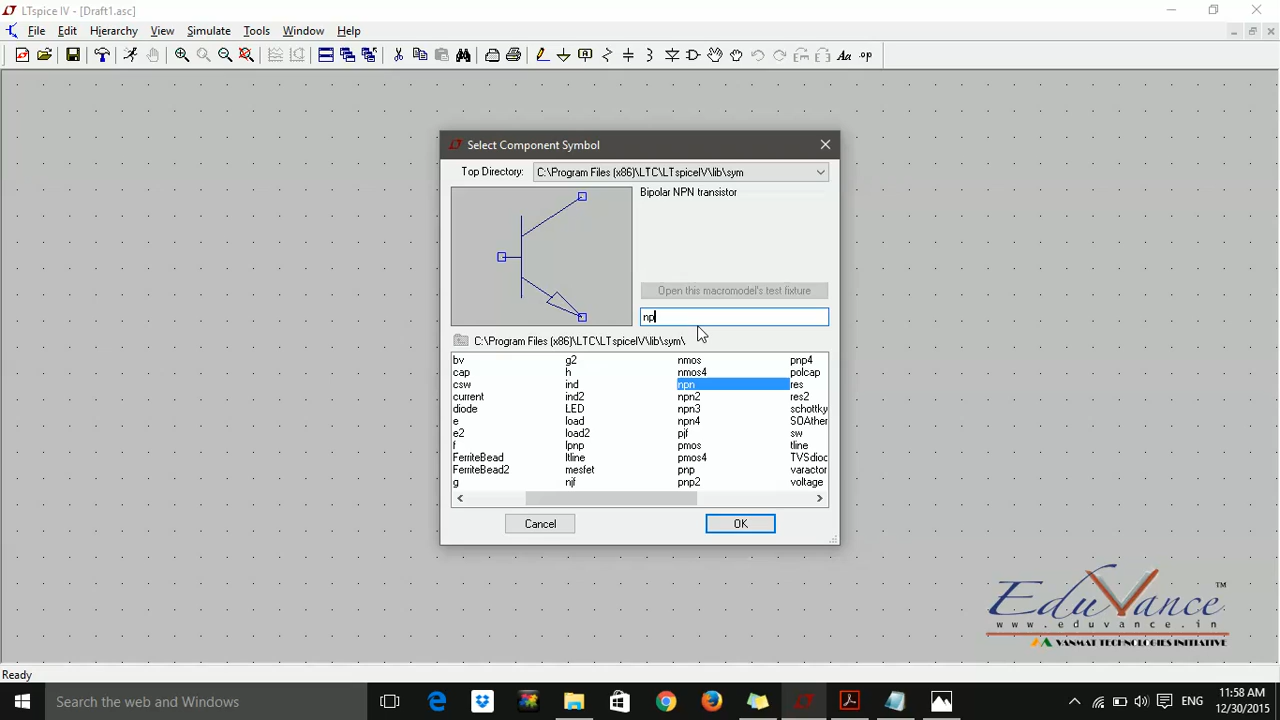 LTspice IV - [Draft1.asc]
File Edit Hierarchy View Simulate Tools Window Help
Aa .op
Select Component Symbol
Top Directory: C:\Program Files (x86)\LTC\LTspiceIV\lib\sym
Bipolar NPN transistor
Open this macromodel's test fixture
np
C:\Program Files (x86)\LTC\LTspiceIV\lib\sym\
bv g2 nmos pnp4
cap h nmos4 polcap
csw ind npn res
current ind2 npn2 res2
diode LED npn3 schottky
e load npn4 SOAther
e2 load2 pjf sw
f lpnp pmos tline
FerriteBead ltline pmos4 TVSdioc
FerriteBead2 mesfet pnp varactor
g njf pnp2 voltage
Cancel OK
EduVance ™
www.eduvance.in
VANMAT TECHNOLOGIES INITIATIVE
Ready
Search the web and Windows
ENG
11:58 AM
12/30/2015